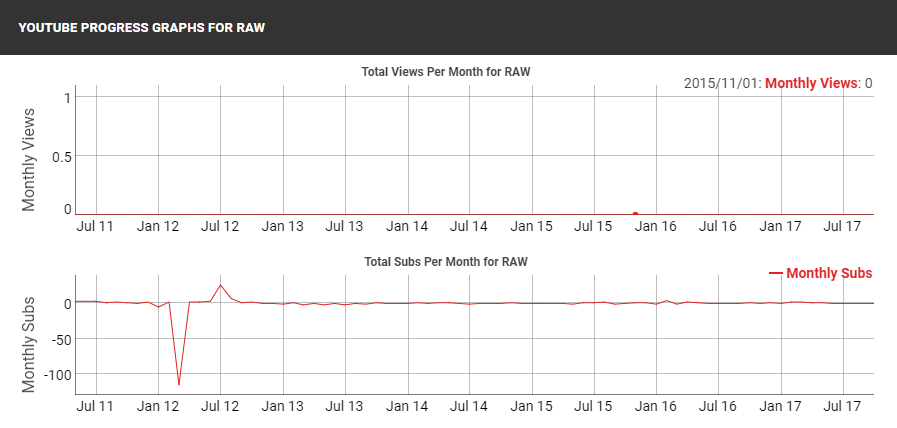 YOUTUBE PROGRESS GRAPHS FOR RAW
Total Views Per Month for RAW
2015/11/01: Monthly Views: 0
Monthly Views
1
0.5
0
Jul 11 Jan 12 Jul 12 Jan 13 Jul 13 Jan 14 Jul 14 Jan 15 Jul 15 Jan 16 Jul 16 Jan 17 Jul 17
Total Subs Per Month for RAW
Monthly Subs
Monthly Subs
0
-50
-100
Jul 11 Jan 12 Jul 12 Jan 13 Jul 13 Jan 14 Jul 14 Jan 15 Jul 15 Jan 16 Jul 16 Jan 17 Jul 17